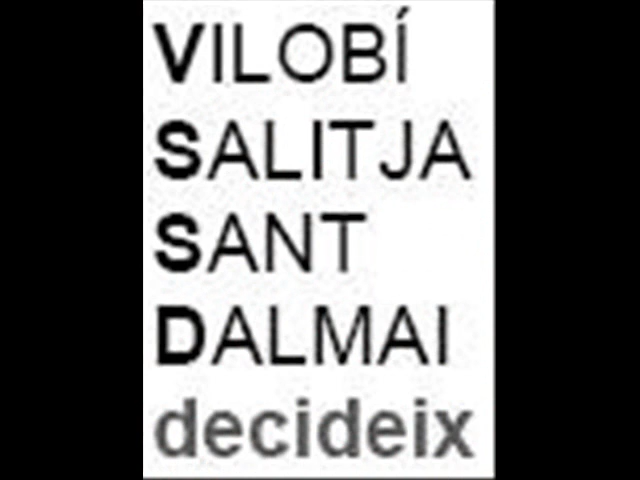 VILOBÍ
SALITJA
SANT
DALMAI
decideix